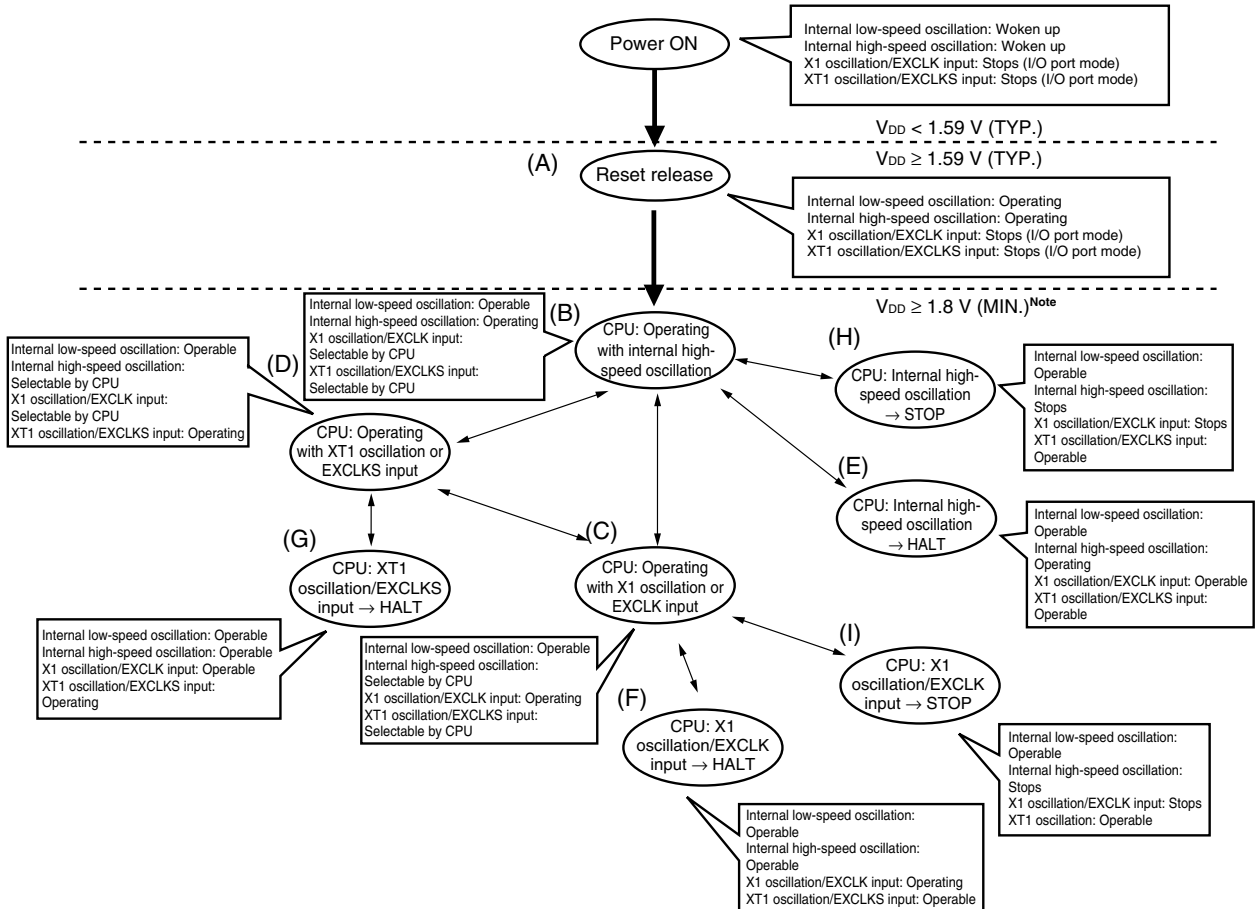 Power ON
Internal low-speed oscillation: Woken up
Internal high-speed oscillation: Woken up
X1 oscillation/EXCLK input: Stops (I/O port mode)
XT1 oscillation/EXCLKS input: Stops (I/O port mode)
VDD < 1.59 V (TYP.)
VDD ≥ 1.59 V (TYP.)
(A)
Reset release
Internal low-speed oscillation: Operating
Internal high-speed oscillation: Operating
X1 oscillation/EXCLK input: Stops (I/O port mode)
XT1 oscillation/EXCLKS input: Stops (I/O port mode)
VDD ≥ 1.8 V (MIN.)Note
(B)
Internal low-speed oscillation: Operable
Internal high-speed oscillation: Operating
X1 oscillation/EXCLK input:
Selectable by CPU
XT1 oscillation/EXCLKS input:
Selectable by CPU
CPU: Operating
with internal high-
speed oscillation
(D)
Internal low-speed oscillation: Operable
Internal high-speed oscillation:
Selectable by CPU
X1 oscillation/EXCLK input:
Selectable by CPU
XT1 oscillation/EXCLKS input: Operating
CPU: Operating
with XT1 oscillation or
EXCLKS input
(H)
CPU: Internal high-
speed oscillation
→ STOP
Internal low-speed oscillation:
Operable
Internal high-speed oscillation:
Stops
X1 oscillation/EXCLK input: Stops
XT1 oscillation/EXCLKS input:
Operable
(E)
CPU: Internal high-
speed oscillation
→ HALT
Internal low-speed oscillation:
Operable
Internal high-speed oscillation:
Operating
X1 oscillation/EXCLK input: Operable
XT1 oscillation/EXCLKS input:
Operable
(G)
CPU: XT1
oscillation/EXCLKS
input → HALT
Internal low-speed oscillation: Operable
Internal high-speed oscillation: Operable
X1 oscillation/EXCLK input: Operable
XT1 oscillation/EXCLKS input:
Operating
(C)
CPU: Operating
with X1 oscillation or
EXCLK input
Internal low-speed oscillation: Operable
Internal high-speed oscillation:
Selectable by CPU
X1 oscillation/EXCLK input: Operating
XT1 oscillation/EXCLKS input:
Selectable by CPU
(I)
CPU: X1
oscillation/EXCLK
input → STOP
Internal low-speed oscillation:
Operable
Internal high-speed oscillation:
Stops
X1 oscillation/EXCLK input: Stops
XT1 oscillation: Operable
(F)
CPU: X1
oscillation/EXCLK
input → HALT
Internal low-speed oscillation:
Operable
Internal high-speed oscillation:
Operable
X1 oscillation/EXCLK input: Operating
XT1 oscillation/EXCLKS input: Operable